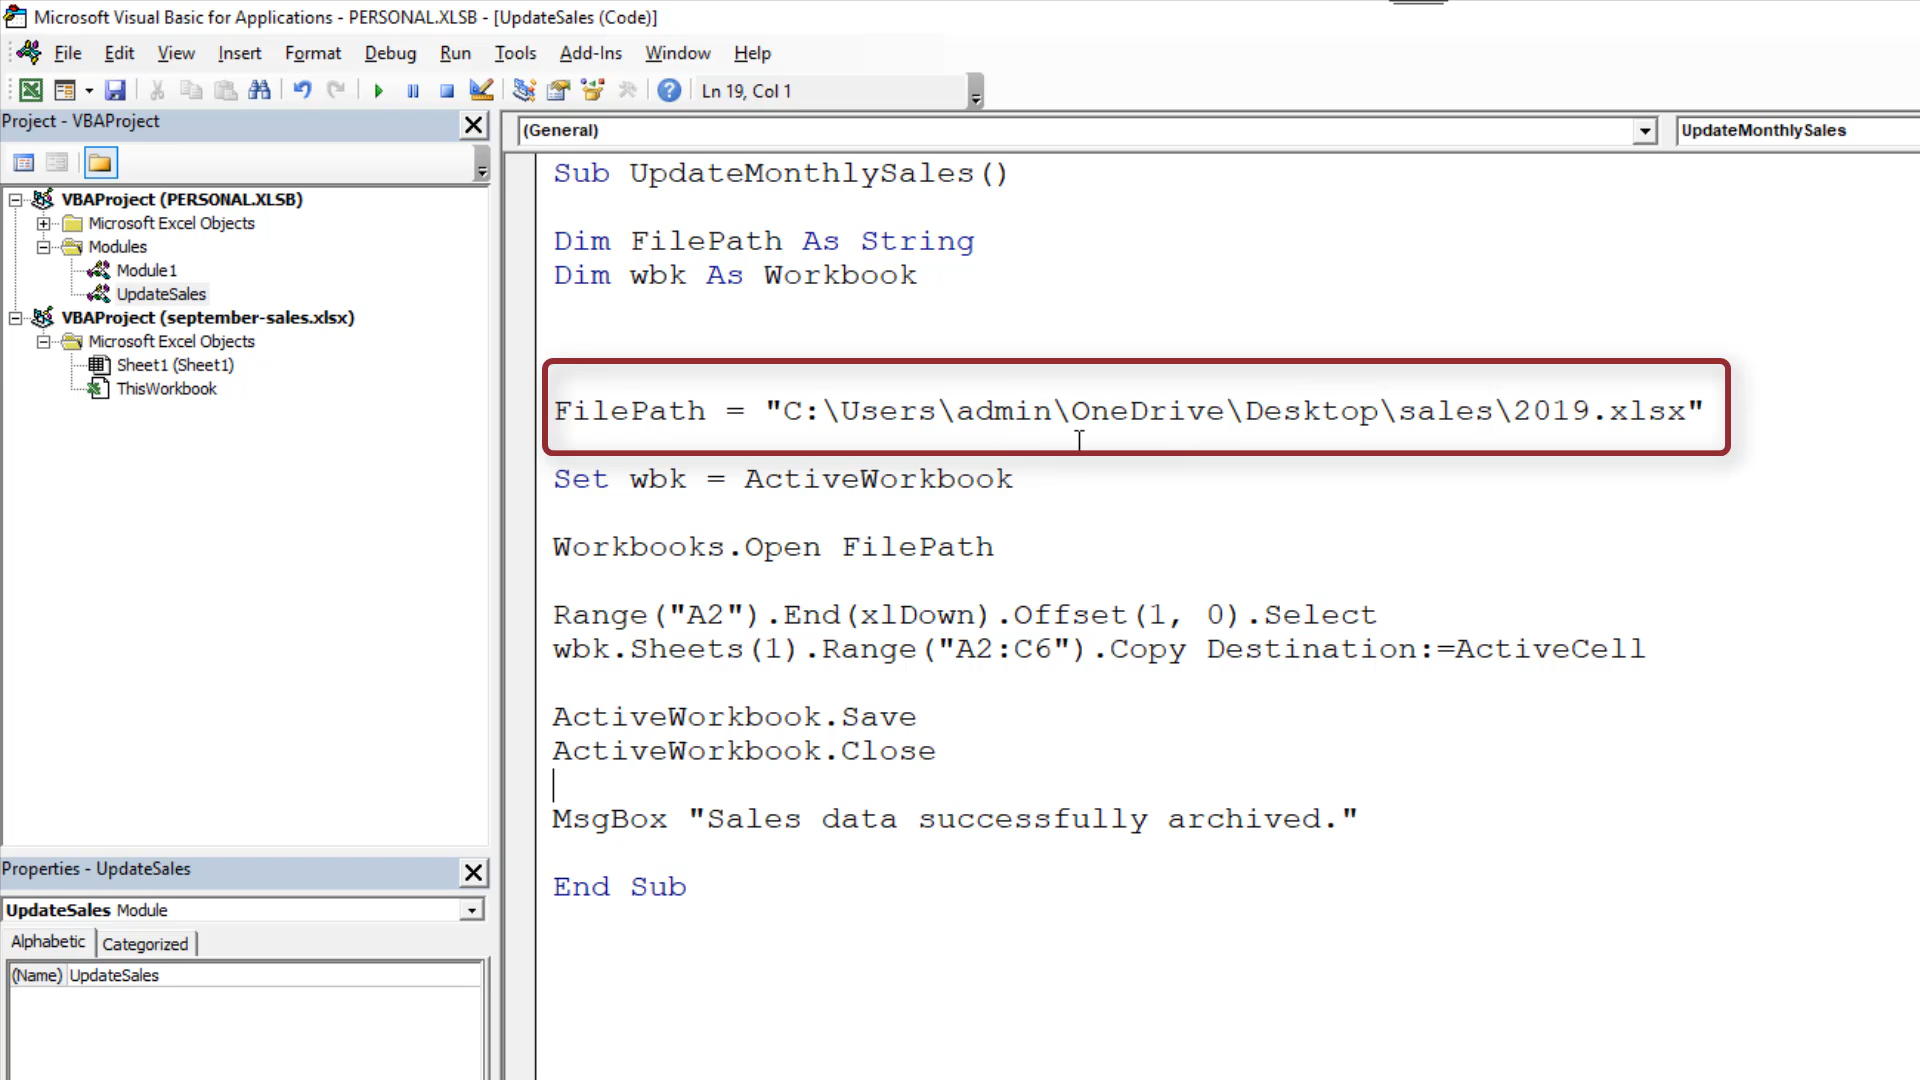 Microsoft Visual Basic for Applications - PERSONAL.XLSB - [UpdateSales (Code)]
File Edit View Insert Format Debug Run Tools Add-Ins Window Help
Ln 19, Col 1
Project - VBAProject
VBAProject (PERSONAL.XLSB)
Microsoft Excel Objects
Modules
Module1
UpdateSales
VBAProject (september-sales.xlsx)
Microsoft Excel Objects
Sheet1 (Sheet1)
ThisWorkbook
Properties - UpdateSales
UpdateSales Module
Alphabetic Categorized
(Name) UpdateSales
(General) UpdateMonthlySales
Sub UpdateMonthlySales()
Dim FilePath As String
Dim wbk As Workbook
FilePath = "C:\Users\admin\OneDrive\Desktop\sales\2019.xlsx"
Set wbk = ActiveWorkbook
Workbooks.Open FilePath
Range("A2").End(xlDown).Offset(1, 0).Select
wbk.Sheets(1).Range("A2:C6").Copy Destination:=ActiveCell
ActiveWorkbook.Save
ActiveWorkbook.Close
MsgBox "Sales data successfully archived."
End Sub